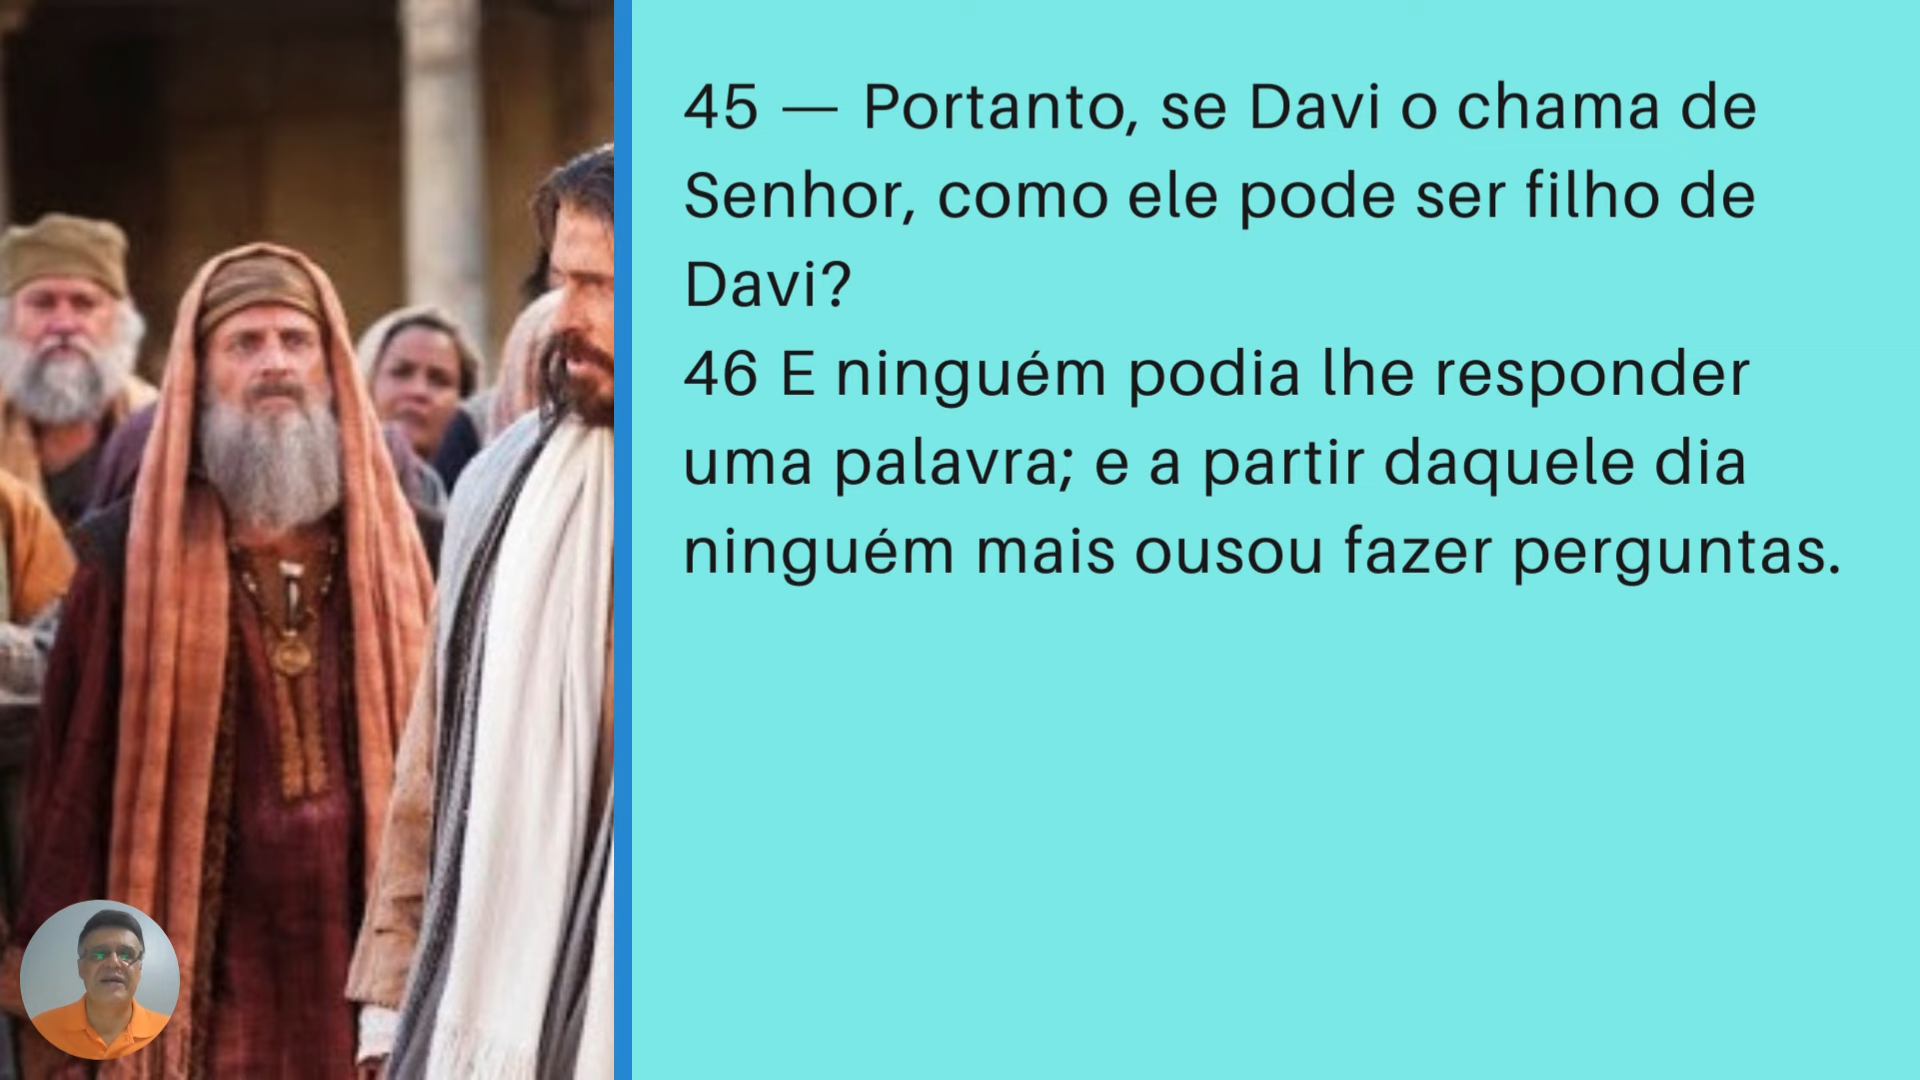 45 — Portanto, se Davi o chama de
Senhor, como ele pode ser filho de
Davi?
46 E ninguém podia lhe responder
uma palavra; e a partir daquele dia
ninguém mais ousou fazer perguntas.